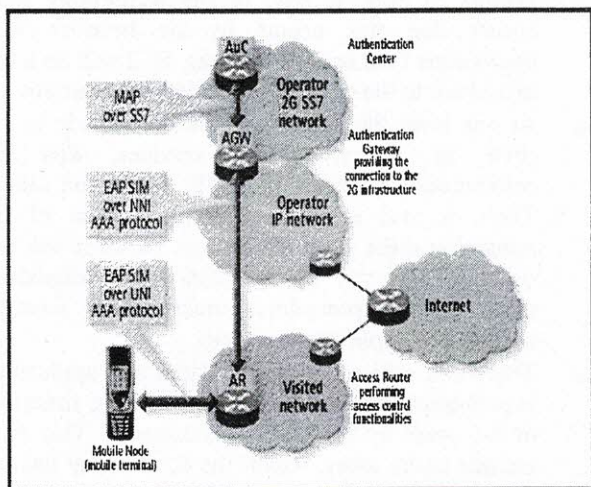 AuC
Authentication
Center
Operator
2G SS7
network
MAP
over SS7
AGW
Authentication
Gateway
providing the
connection to the
2G infrastructure
EAP SIM
over NNI
AAA protocol
Operator
IP network
EAP SIM
over UNI
AAA protocol
Internet
AR
Visited
network
Access Router
performing
access control
functionalities
Mobile Node
(mobile terminal)